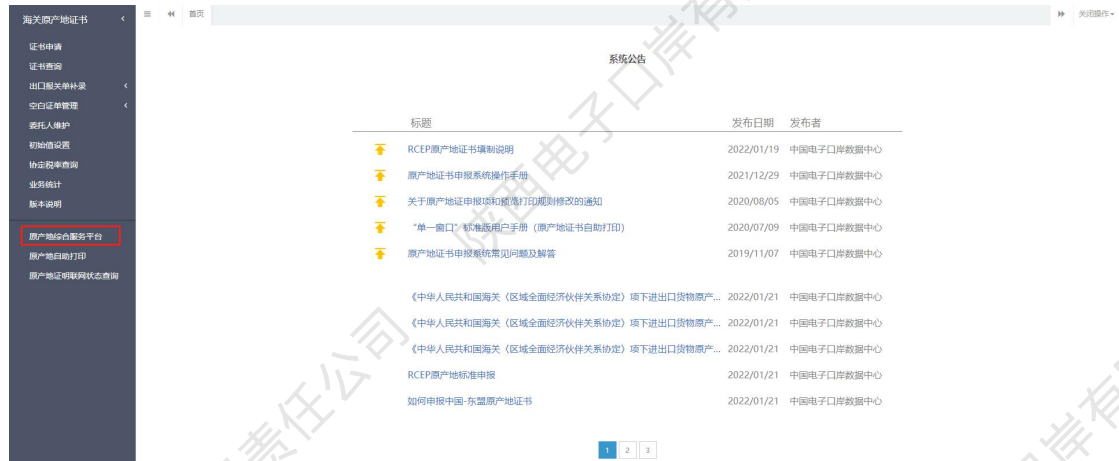 海关原产地证书
首页
关闭操作
证书申请
证书查询
出口报关单补录
空白证单管理
委托人维护
初始值设置
协定税率查询
业务统计
版本说明
原产地综合服务平台
原产地自助打印
原产地证明联网状态查询
系统公告
标题 发布日期 发布者
RCEP原产地证书填制说明 2022/01/19 中国电子口岸数据中心
原产地证书申报系统操作手册 2021/12/29 中国电子口岸数据中心
关于原产地证申报项和预览打印规则修改的通知 2020/08/05 中国电子口岸数据中心
“单一窗口”标准版用户手册（原产地证书自助打印） 2020/07/09 中国电子口岸数据中心
原产地证书申报系统常见问题及解答 2019/11/07 中国电子口岸数据中心
《中华人民共和国海关〈区域全面经济伙伴关系协定〉项下进出口货物原产... 2022/01/21 中国电子口岸数据中心
《中华人民共和国海关〈区域全面经济伙伴关系协定〉项下进出口货物原产... 2022/01/21 中国电子口岸数据中心
《中华人民共和国海关〈区域全面经济伙伴关系协定〉项下进出口货物原产... 2022/01/21 中国电子口岸数据中心
RCEP原产地标准申报 2022/01/21 中国电子口岸数据中心
如何申报中国-东盟原产地证书 2022/01/21 中国电子口岸数据中心
1 2 3
陕西电子口岸有
责任公司
岸有